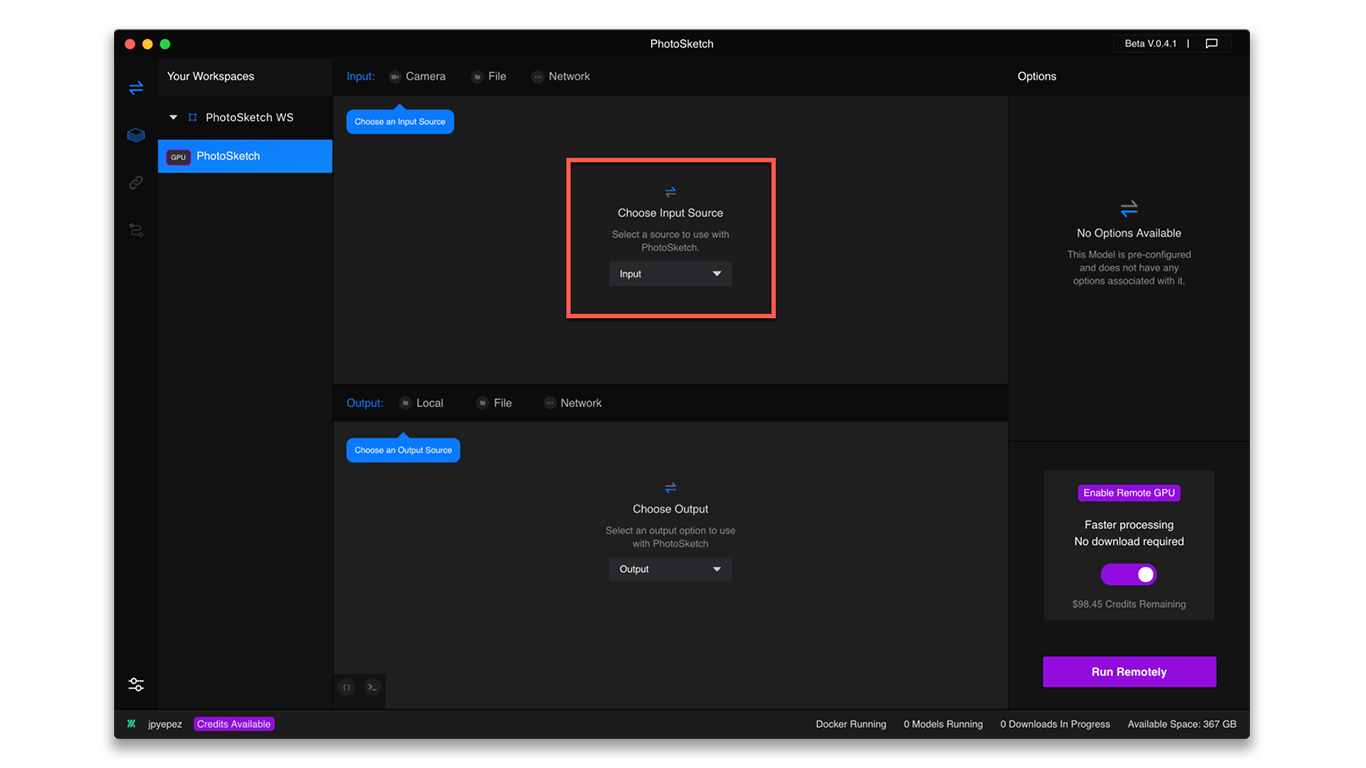 PhotoSketch
Beta V.0.4.1 |
Your Workspaces
Input: Camera File Network
Options
PhotoSketch WS
GPU PhotoSketch
Choose an Input Source
Choose Input Source
Select a source to use with
PhotoSketch.
Input
No Options Available
This Model is pre-configured
and does not have any
options associated with it.
Output: Local File Network
Choose an Output Source
Choose Output
Select an output option to use
with PhotoSketch
Output
Enable Remote GPU
Faster processing
No download required
$98.45 Credits Remaining
Run Remotely
jpyepez Credits Available
Docker Running 0 Models Running 0 Downloads In Progress Available Space: 367 GB